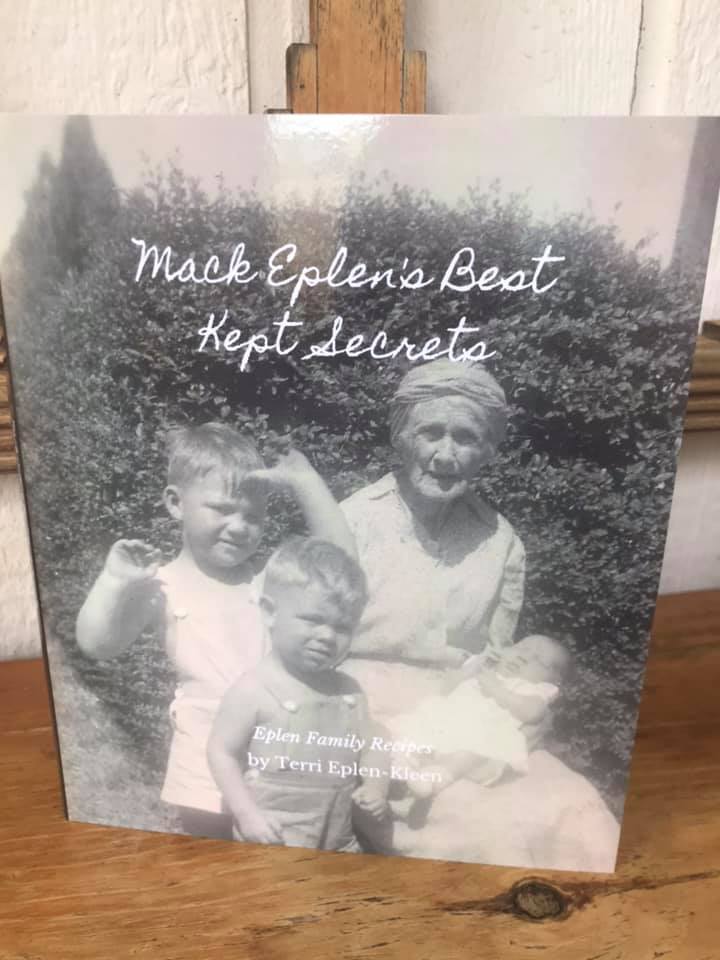 Mack Eplen's Best
Kept Secrets
Eplen Family Recipes
by Terri Eplen-Kleen